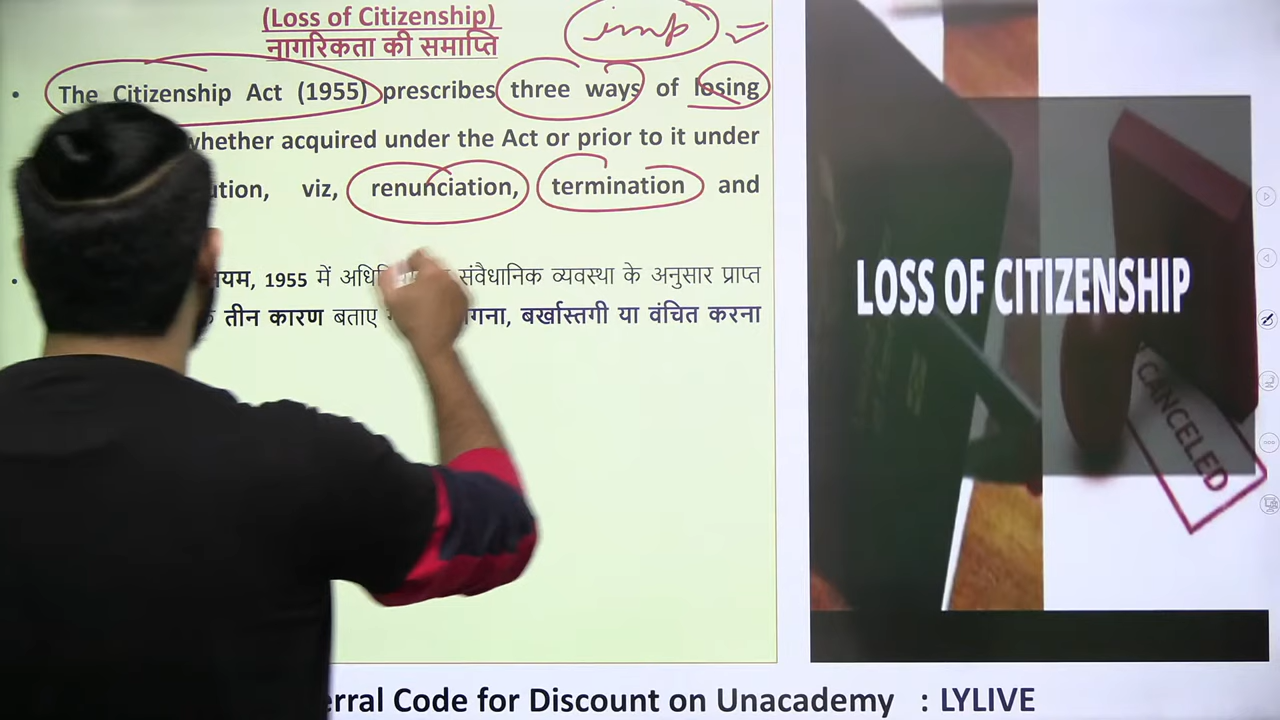 (Loss of Citizenship)
नागरिकता की समाप्ति
imp
• The Citizenship Act (1955) prescribes three ways of losing
whether acquired under the Act or prior to it under
ution, viz, renunciation, termination and
• यम, 1955 में संवैधानिक व्यवस्था के अनुसार प्राप्त
तीन कारण बताए गना, बर्खास्तगी या वंचित करना
LOSS OF CITIZENSHIP
CANCELED
erral Code for Discount on Unacademy : LYLIVE